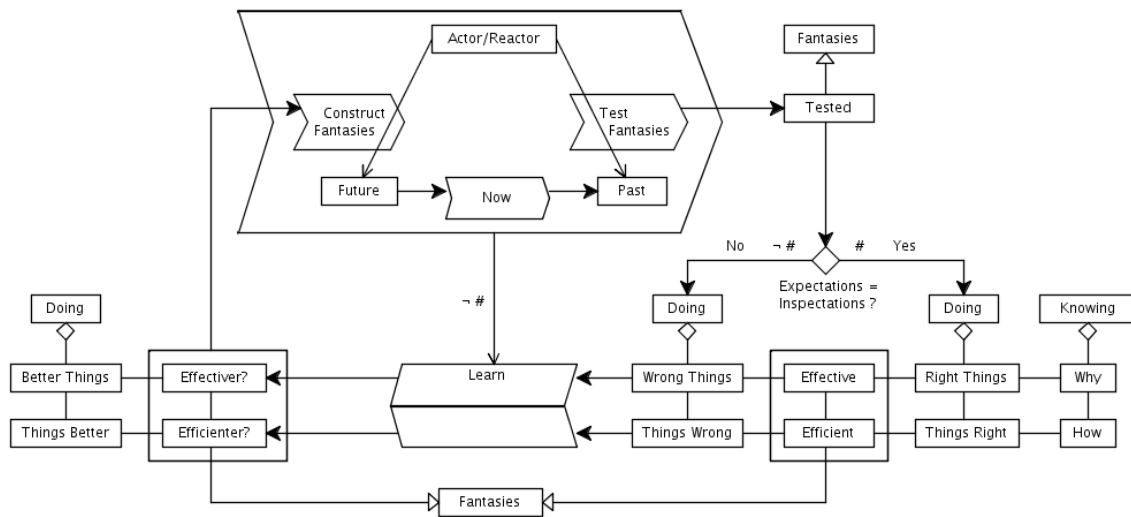 Actor/Reactor
Fantasies
Construct
Fantasies
Test
Fantasies
Tested
Future
Now
Past
No ¬ # # Yes
Expectations =
Inspectations ?
¬ #
Doing
Doing
Doing
Knowing
Better Things
Effectiver?
Learn
Wrong Things
Effective
Right Things
Why
Things Better
Efficienter?
Things Wrong
Efficient
Things Right
How
Fantasies